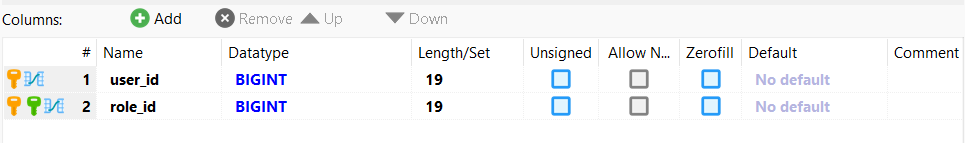 Columns: Add Remove Up Down
# Name Datatype Length/Set Unsigned Allow N... Zerofill Default Comment
1 user_id BIGINT 19 No default
2 role_id BIGINT 19 No default